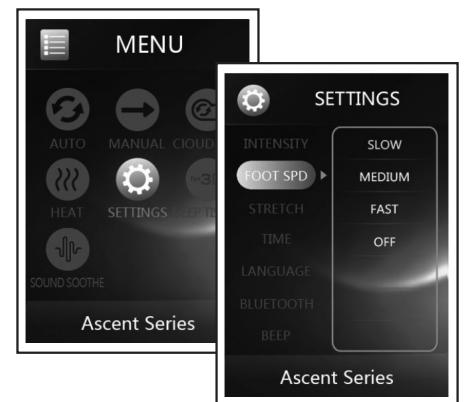 MENU
AUTO
MANUAL
CLOUD
HEAT
SETTINGS
SOUND SOOTHE
Ascent Series
SETTINGS
INTENSITY
FOOT SPD
STRETCH
TIME
LANGUAGE
BLUETOOTH
BEEP
SLOW
MEDIUM
FAST
OFF
Ascent Series